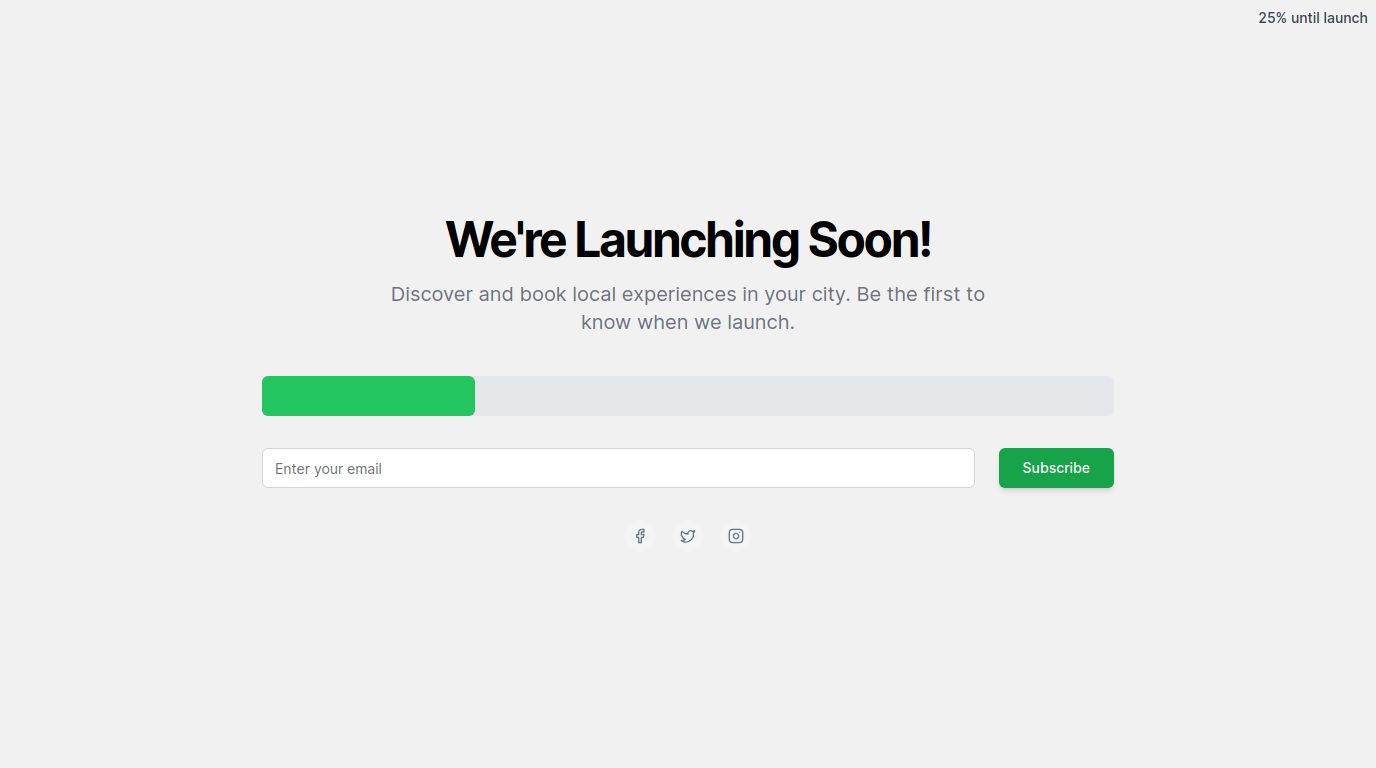 25% until launch
We're Launching Soon!
Discover and book local experiences in your city. Be the first to
know when we launch.
Enter your email
Subscribe